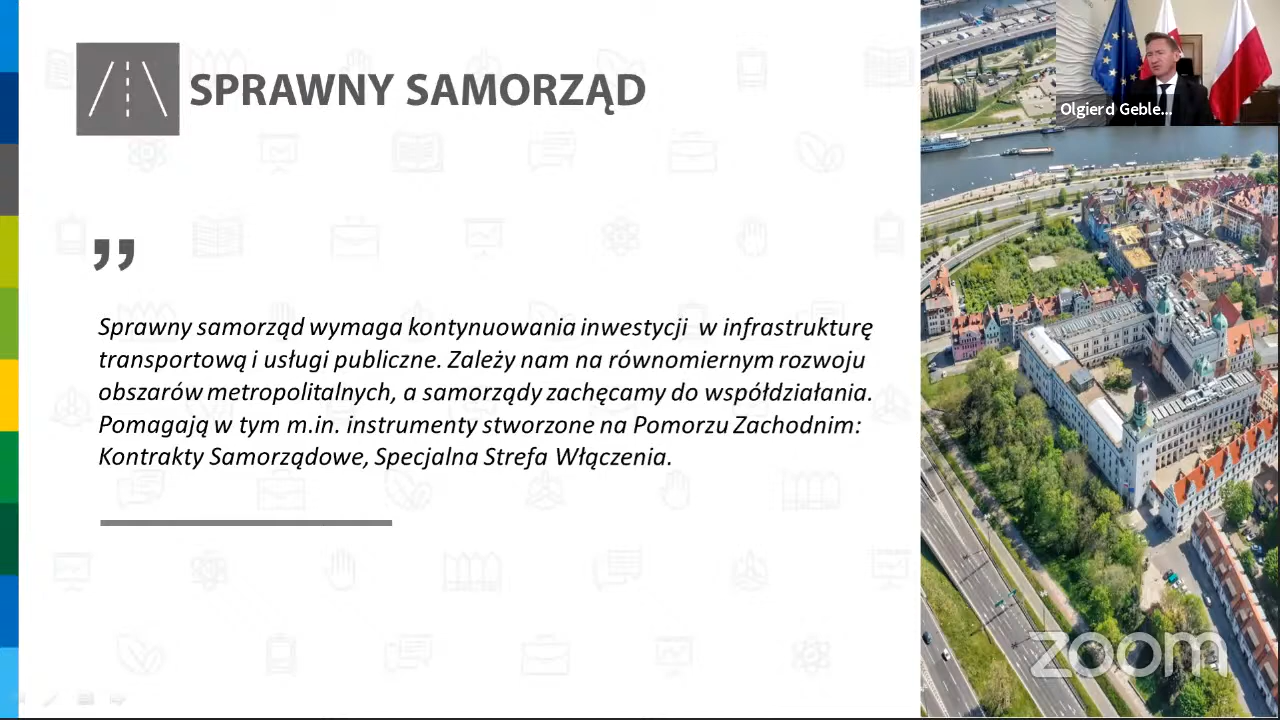 SPRAWNY SAMORZĄD
Olgierd Geble...
”
Sprawny samorząd wymaga kontynuowania inwestycji w infrastrukturę
transportową i usługi publiczne. Zależy nam na równomiernym rozwoju
obszarów metropolitalnych, a samorządy zachęcamy do współdziałania.
Pomagają w tym m.in. instrumenty stworzone na Pomorzu Zachodnim:
Kontrakty Samorządowe, Specjalna Strefa Włączenia.
zoom